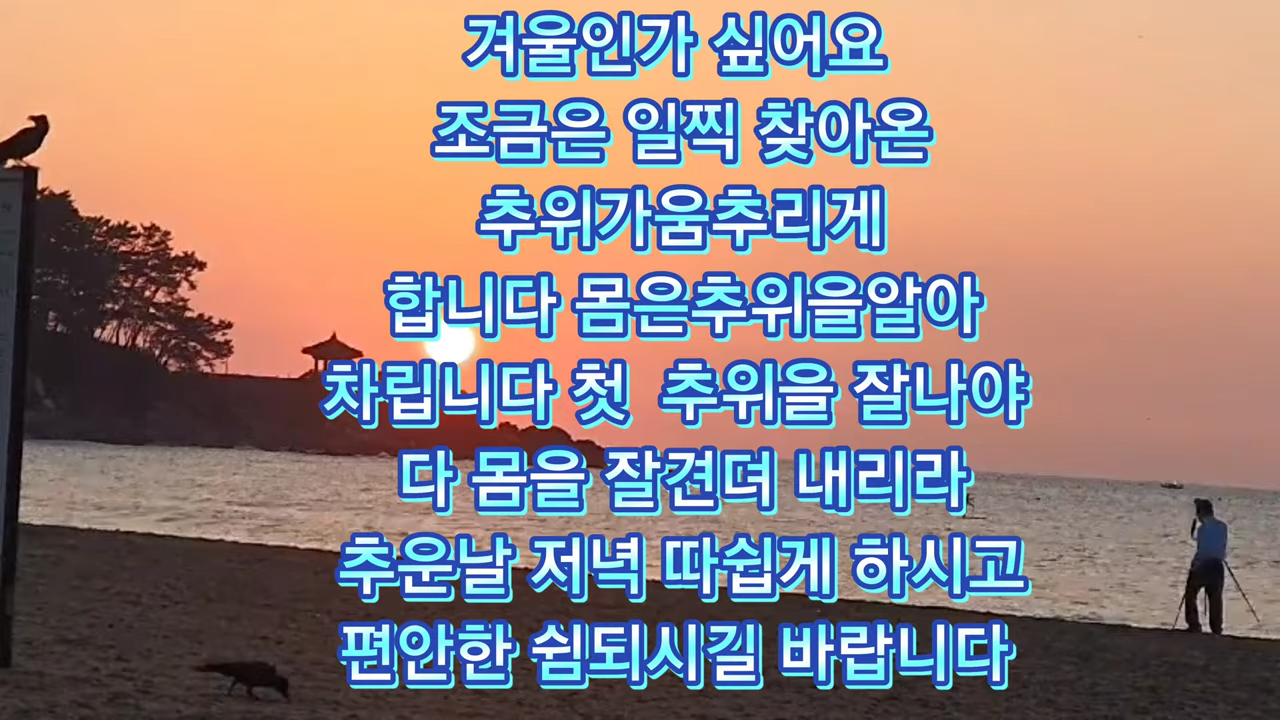 겨울인가 싶어요
조금은 일찍 찾아온
추위가움추리게
합니다 몸은추위을알아
차립니다 첫 추위을 잘나야
다 몸을 잘견뎌 내리라
추운날 저녁 따쉽게 하시고
편안한 쉼되시길 바랍니다